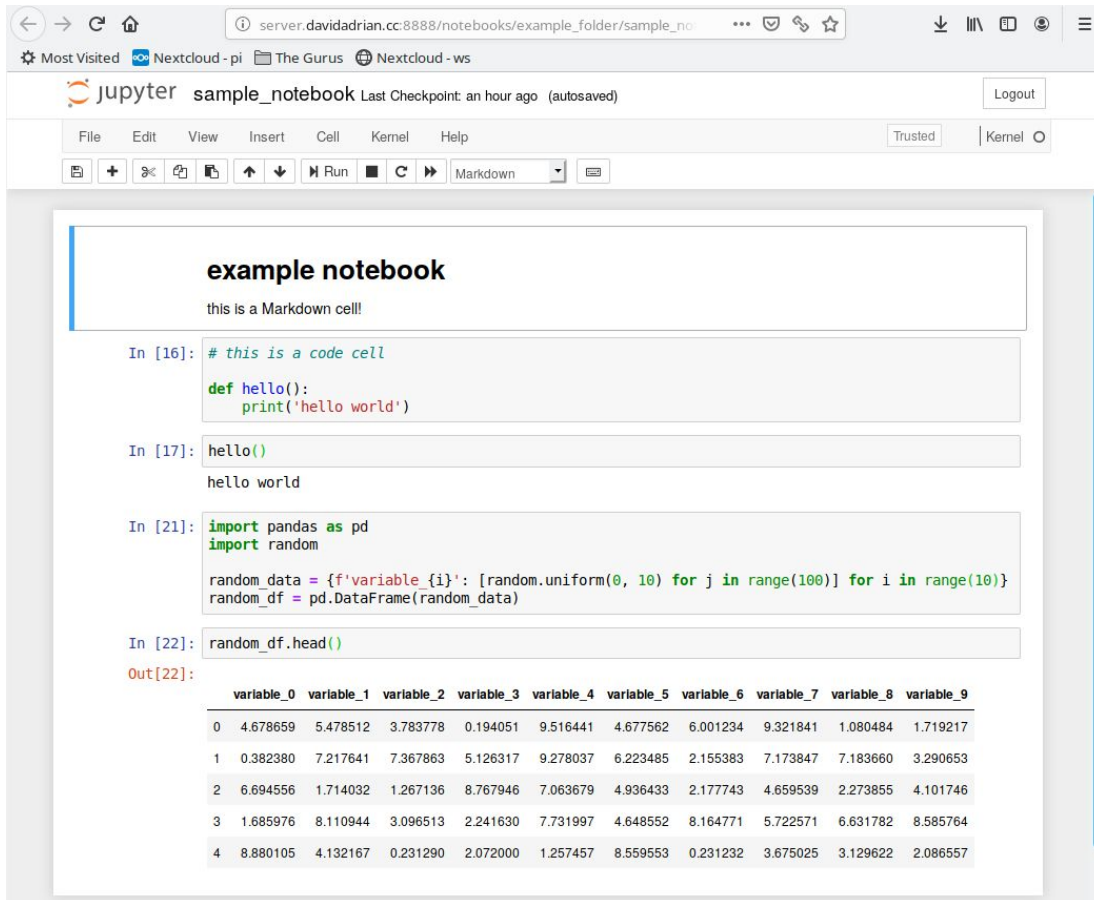 server.davidadrian.cc:8888/notebooks/example_folder/sample_no
Most Visited Nextcloud - pi The Gurus Nextcloud - ws
jupyter sample_notebook Last Checkpoint: an hour ago (autosaved) Logout
File Edit View Insert Cell Kernel Help Trusted Kernel
Run Markdown
example notebook
this is a Markdown cell!
In [16]: # this is a code cell
def hello():
    print('hello world')
In [17]: hello()
hello world
In [21]: import pandas as pd
import random
random_data = {f'variable_{i}': [random.uniform(0, 10) for j in range(100)] for i in range(10)}
random_df = pd.DataFrame(random_data)
In [22]: random_df.head()
Out[22]:
variable_0 variable_1 variable_2 variable_3 variable_4 variable_5 variable_6 variable_7 variable_8 variable_9
0 4.678659 5.478512 3.783778 0.194051 9.516441 4.677562 6.001234 9.321841 1.080484 1.719217
1 0.382380 7.217641 7.367863 5.126317 9.278037 6.223485 2.155383 7.173847 7.183660 3.290653
2 6.694556 1.714032 1.267136 8.767946 7.063679 4.936433 2.177743 4.659539 2.273855 4.101746
3 1.685976 8.110944 3.096513 2.241630 7.731997 4.648552 8.164771 5.722571 6.631782 8.585764
4 8.880105 4.132167 0.231290 2.072000 1.257457 8.559553 0.231232 3.675025 3.129622 2.086557